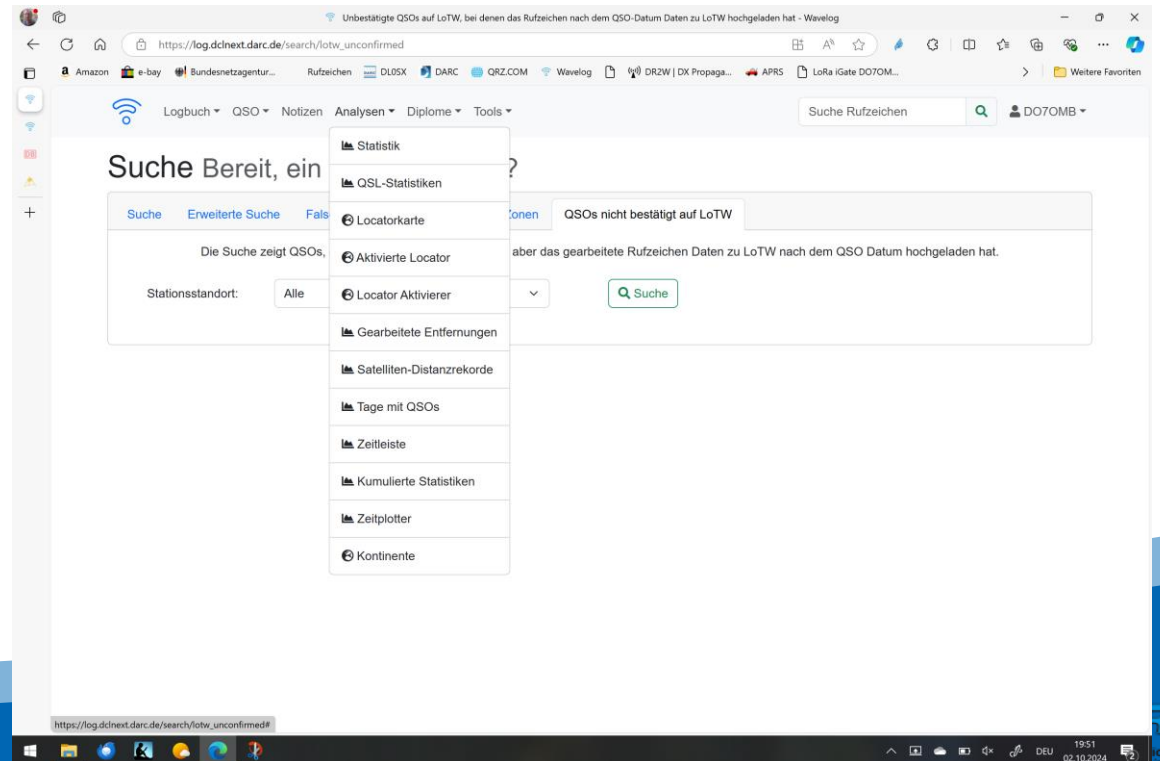 Unbestätigte QSOs auf LoTW, bei denen das Rufzeichen nach dem QSO-Datum Daten zu LoTW hochgeladen hat - Wavelog
https://log.dclnext.darc.de/search/lotw_unconfirmed
Amazon e-bay Bundesnetzagentur... Rufzeichen DL0SX DARC QRZ.COM Wavelog DR2W | DX Propaga... APRS LoRa iGate DO7OM... Weitere Favoriten
Logbuch QSO Notizen Analysen Diplome Tools Suche Rufzeichen DO7OMB
Statistik
Suche Bereit, ein ?
QSL-Statistiken
Suche Erweiterte Suche Fals Locatorkarte Zonen QSOs nicht bestätigt auf LoTW
Die Suche zeigt QSOs, Aktivierte Locator aber das gearbeitete Rufzeichen Daten zu LoTW nach dem QSO Datum hochgeladen hat.
Stationsstandort: Alle Locator Aktivierer Suche
Gearbeitete Entfernungen
Satelliten-Distanzrekorde
Tage mit QSOs
Zeitleiste
Kumulierte Statistiken
Zeitplotter
Kontinente
https://log.dclnext.darc.de/search/lotw_unconfirmed#
DEU 19:51
02.10.2024